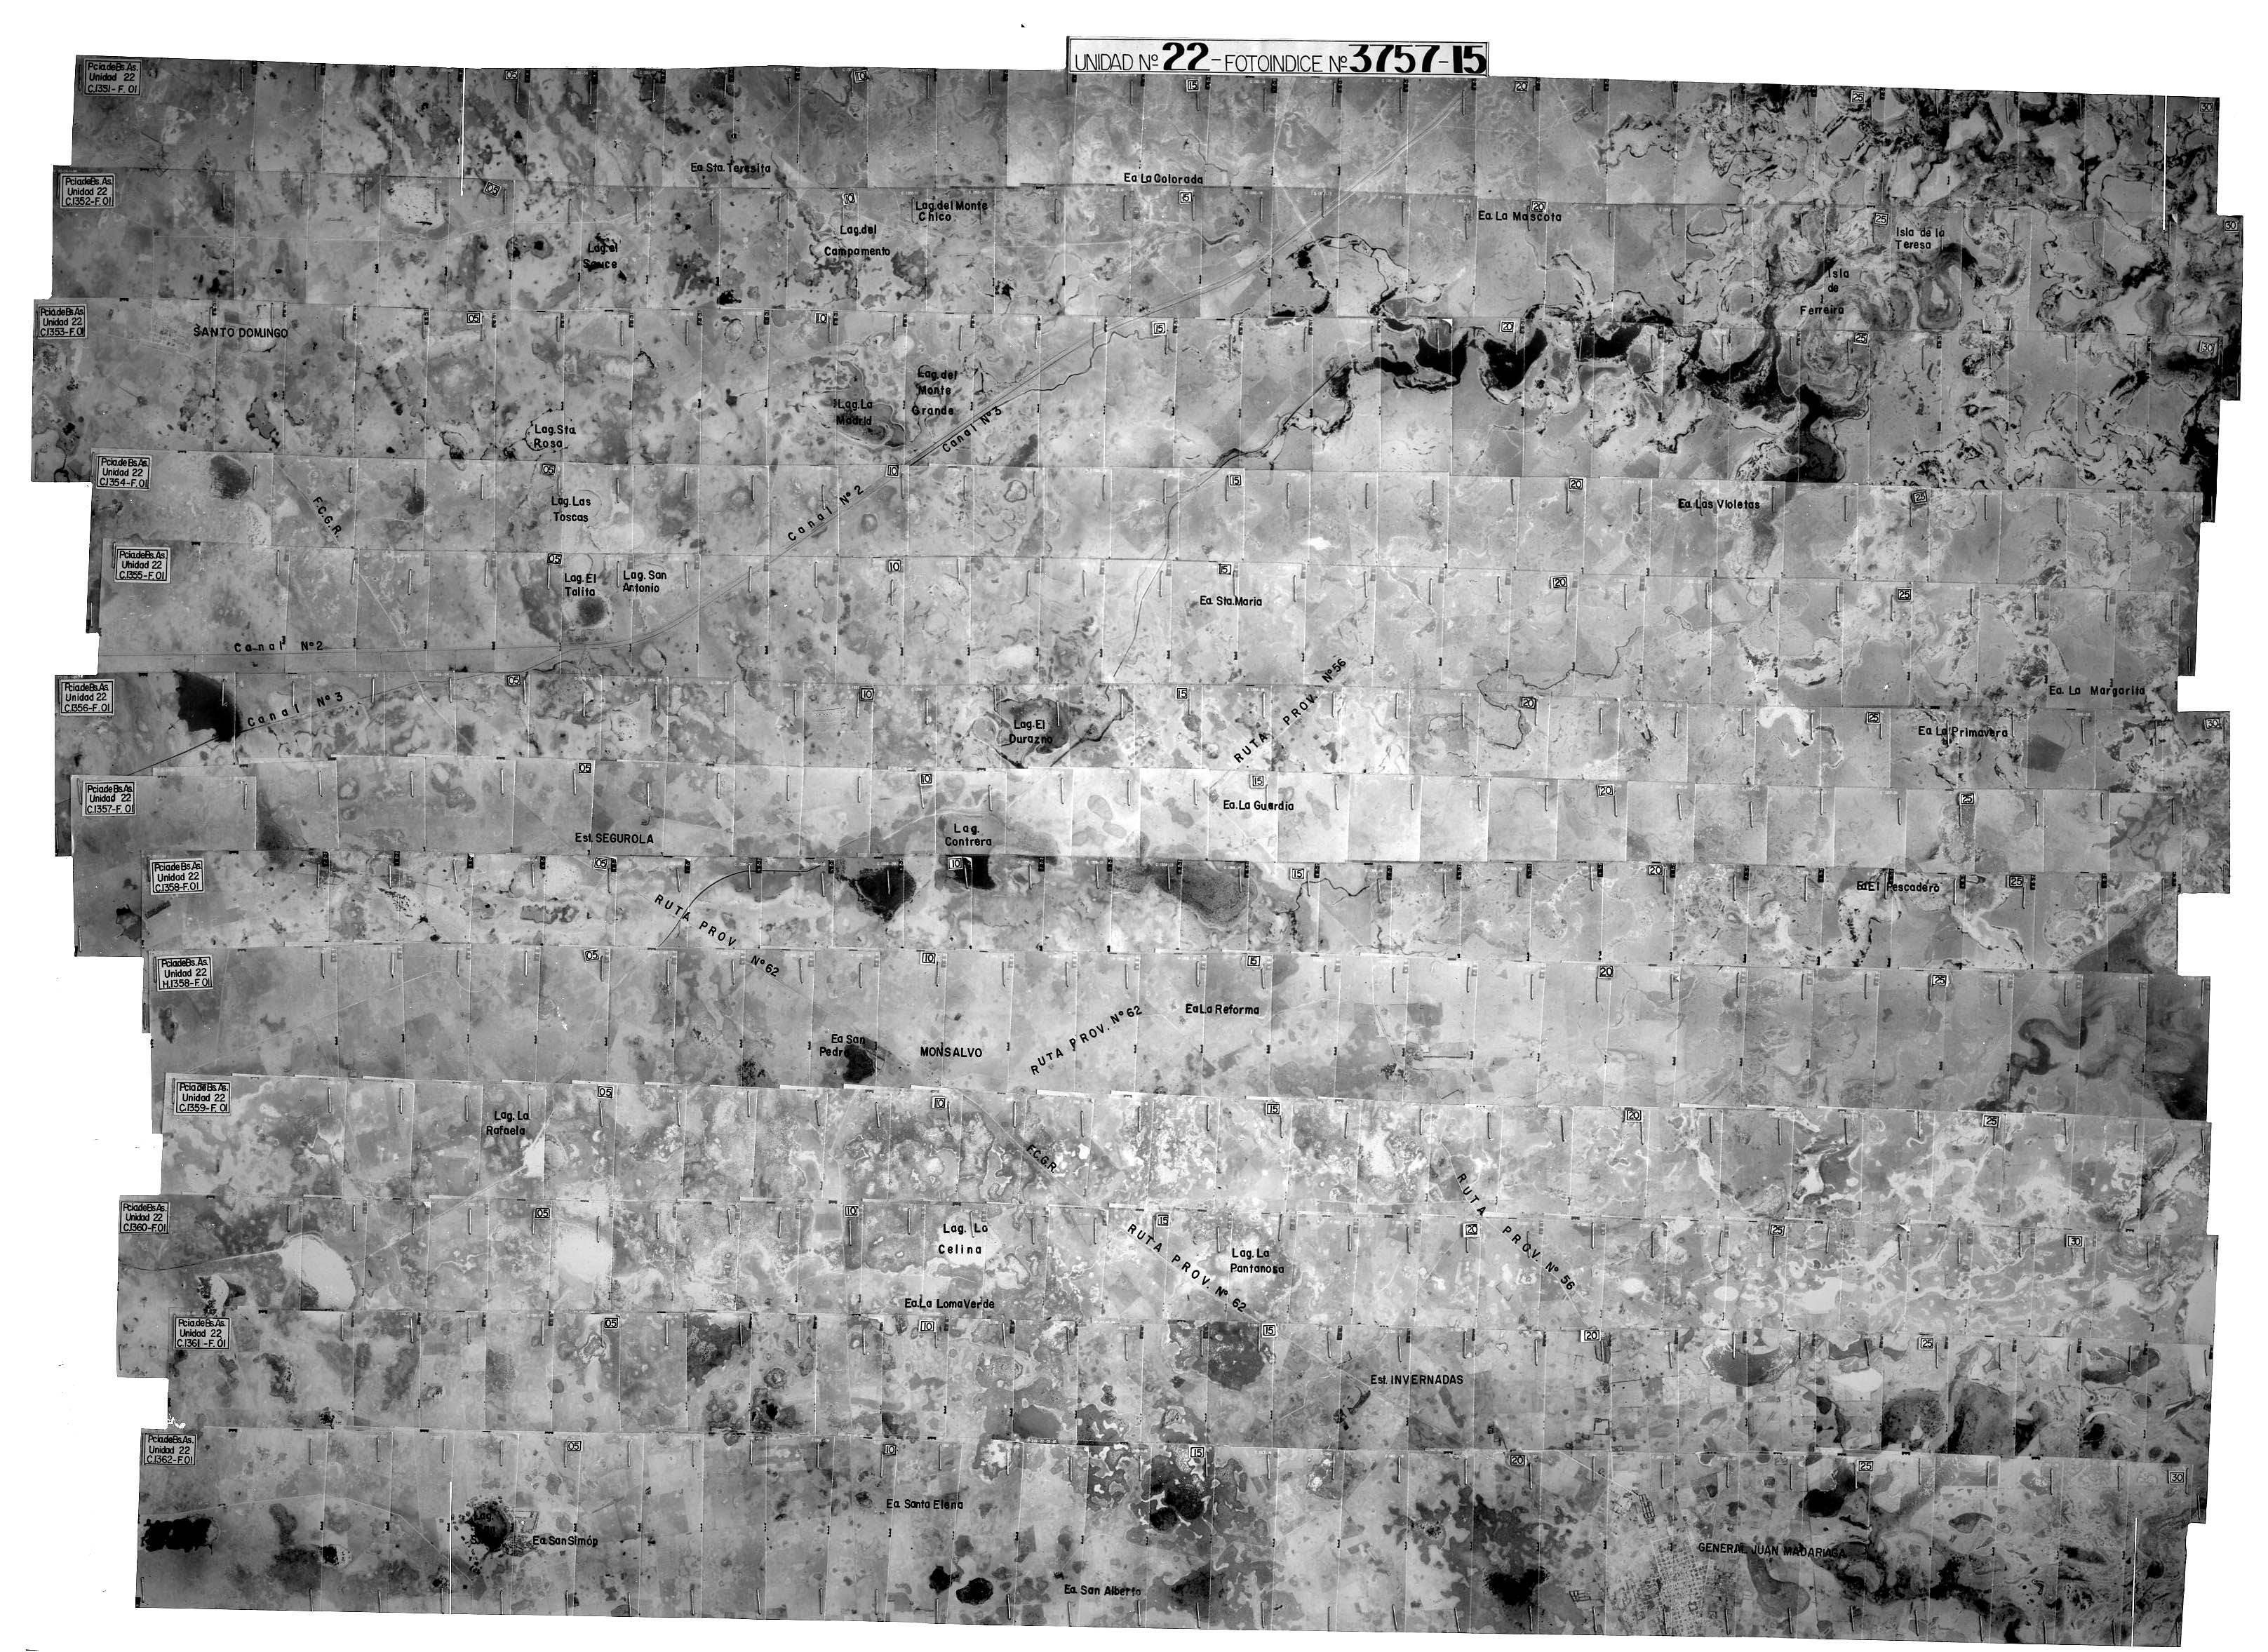 UNIDAD Nº 22-FOTOINDICE Nº 3757-15
Pcia.de Bs.As.
Unidad 22
C.1351-F.01
05
10
15
20
25
30
Ea. Sta. Teresita
Ea. La Colorada
Pcia.de Bs.As.
Unidad 22
C.1352-F.01
05
10
15
20
25
30
Lag. del Monte
Chico
Lag. del
Campamento
Lag. el
Sauce
Ea. La Mascota
Isla de la
Teresa
Isla
de
Ferreira
Pcia.de Bs.As.
Unidad 22
C.1353-F.01
05
10
15
20
25
30
SANTO DOMINGO
Lag. del
Monte
Grande
Lag. La
Madrid
Canal Nº 3
Lag. Sta.
Rosa
Pcia.de Bs.As.
Unidad 22
C.1354-F.01
05
10
15
20
25
F.C.G.R.
Lag. Las
Toscas
Canal Nº 2
Ea. Las Violetas
Pcia.de Bs.As.
Unidad 22
C.1355-F.01
05
10
15
20
25
Lag. El
Talita
Lag. San
Antonio
Ea. Sta. Maria
Canal Nº 2
Pcia.de Bs.As.
Unidad 22
C.1356-F.01
05
10
15
20
25
30
Canal Nº 3
Lag. El
Durazno
RUTA PROV. Nº 56
Ea. La Margarita
Ea. La Primavera
Pcia.de Bs.As.
Unidad 22
C.1357-F.01
05
10
15
20
25
Est. SEGUROLA
Lag.
Contrera
Ea. La Guardia
Pcia.de Bs.As.
Unidad 22
C.1358-F.01
05
10
15
20
25
RUTA PROV. Nº 62
Ea. El Pescadero
Pcia.de Bs.As.
Unidad 22
H.1358-F.01
05
10
15
20
25
Ea. San
Pedro
MONSALVO
RUTA PROV. Nº 62
Ea. La Reforma
Pcia.de Bs.As.
Unidad 22
C.1359-F.01
05
10
15
20
25
Lag. La
Rafaela
F.C.G.R.
RUTA PROV. Nº 56
Pcia.de Bs.As.
Unidad 22
C.1360-F.01
05
10
15
20
25
30
Lag. La
Celina
RUTA PROV. Nº 62
Lag. La
Pantanosa
Ea. La Loma Verde
Pcia.de Bs.As.
Unidad 22
C.1361-F.01
05
10
15
20
25
Est. INVERNADAS
Pcia.de Bs.As.
Unidad 22
C.1362-F.01
05
10
15
20
25
30
Lag.
Ea. San Simón
Ea. Santa Elena
Ea. San Alberto
GENERAL JUAN MADARIAGA